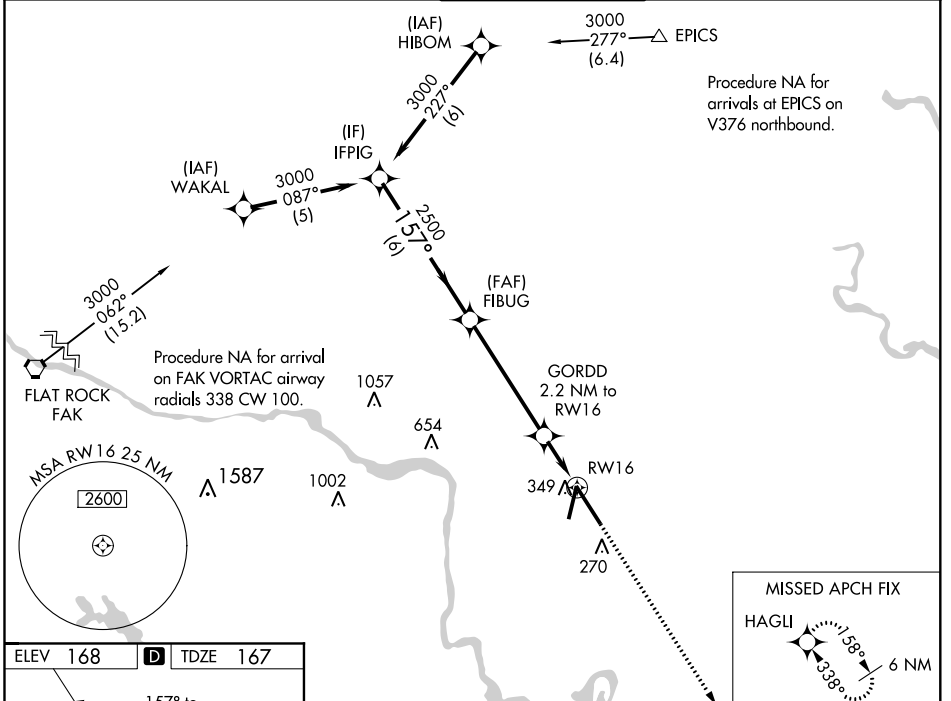 (IAF)
HIBOM
3000
277°
(6.4)
EPICS
Procedure NA for
arrivals at EPICS on
V376 northbound.
3000
227°
(6)
(IF)
IFPIG
(IAF)
WAKAL
3000
087°
(5)
2500
157°
(6)
(FAF)
FIBUG
3000
062°
(15.2)
FLAT ROCK
FAK
Procedure NA for arrival
on FAK VORTAC airway
radials 338 CW 100.
1057
654
GORDD
2.2 NM to
RW16
RW16
349
270
MSA RW16 25 NM
2600
1587
1002
MISSED APCH FIX
HAGLI
158°
338°
6 NM
ELEV 168 D TDZE 167
157° to